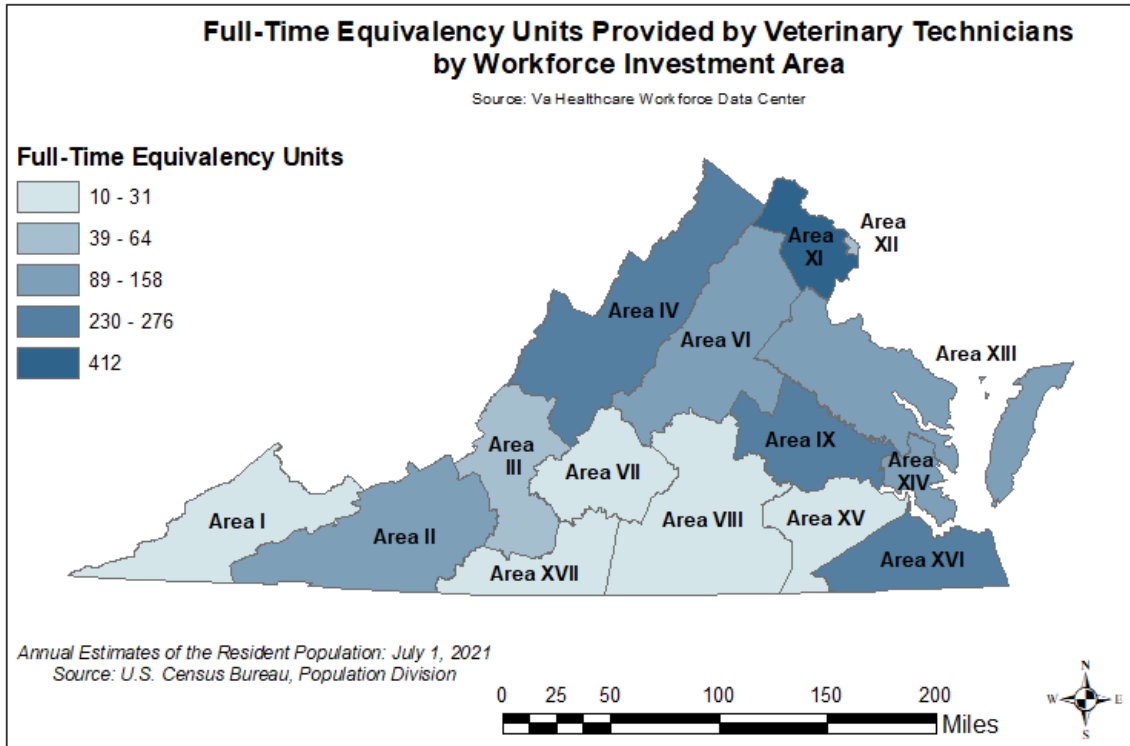 Full-Time Equivalency Units Provided by Veterinary Technicians
by Workforce Investment Area
Source: Va Healthcare Workforce Data Center
Full-Time Equivalency Units
10 - 31
39 - 64
89 - 158
230 - 276
412
Area
XII
Area
XI
Area IV
Area VI
Area XIII
Area
III
Area VII
Area IX
Area
XIV
Area I
Area II
Area VIII
Area XV
Area XVII
Area XVI
Annual Estimates of the Resident Population: July 1, 2021
Source: U.S. Census Bureau, Population Division
0 25 50 100 150 200
Miles
N
W E
S